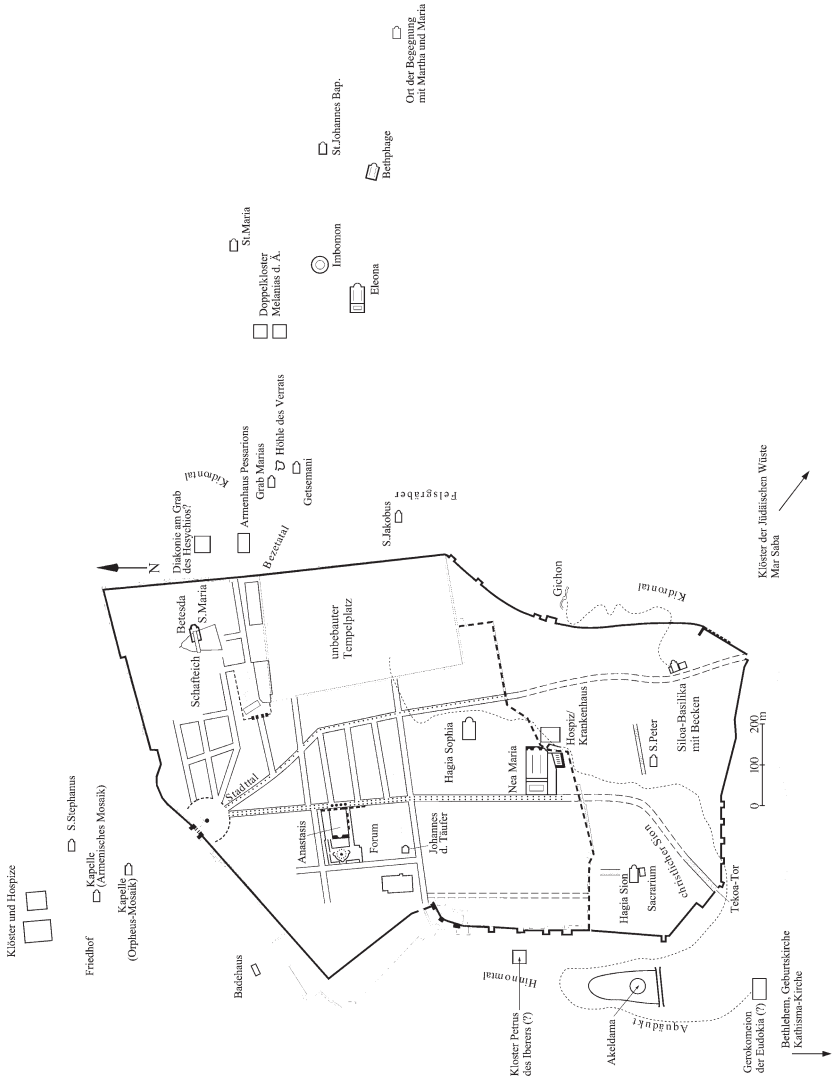 Ort der Begegnung
mit Martha und Maria
St.Johannes Bap.
Bethphage
St.Maria
Imbomon
Eleona
Doppelkloster
Melanias d. Ä.
Kidrontal
Armenhaus Pessarions
Grab Marias
Höhle des Verrats
Getsemani
Diakonie am Grab
des Hesychios?
Bezetatal
S.Jakobus
Felsgräber
N
Betesda
S.Maria
Schafteich
unbebauter
Tempelplatz
Gichon
Kidrontal
Klöster der Jüdäischen Wüste
Mar Saba
Stadttal
Anastasis
Forum
Johannes
d. Täufer
Hagia Sophia
Nea Maria
Hospiz/
Krankenhaus
S.Peter
Siloa-Basilika
mit Becken
0 100 200
m
Hagia Sion
Sacrarium
christlicher Sion
Tekoa-Tor
Klöster und Hospize
S.Stephanus
Kapelle
(Armenisches Mosaik)
Friedhof
Kapelle
(Orpheus-Mosaik)
Badehaus
Hinnomtal
Kloster Petrus
des Iberers (?)
Akeldama
Aquädukt
Gerokomeion
der Eudokia (?)
Bethlehem, Geburtskirche
Kathisma-Kirche